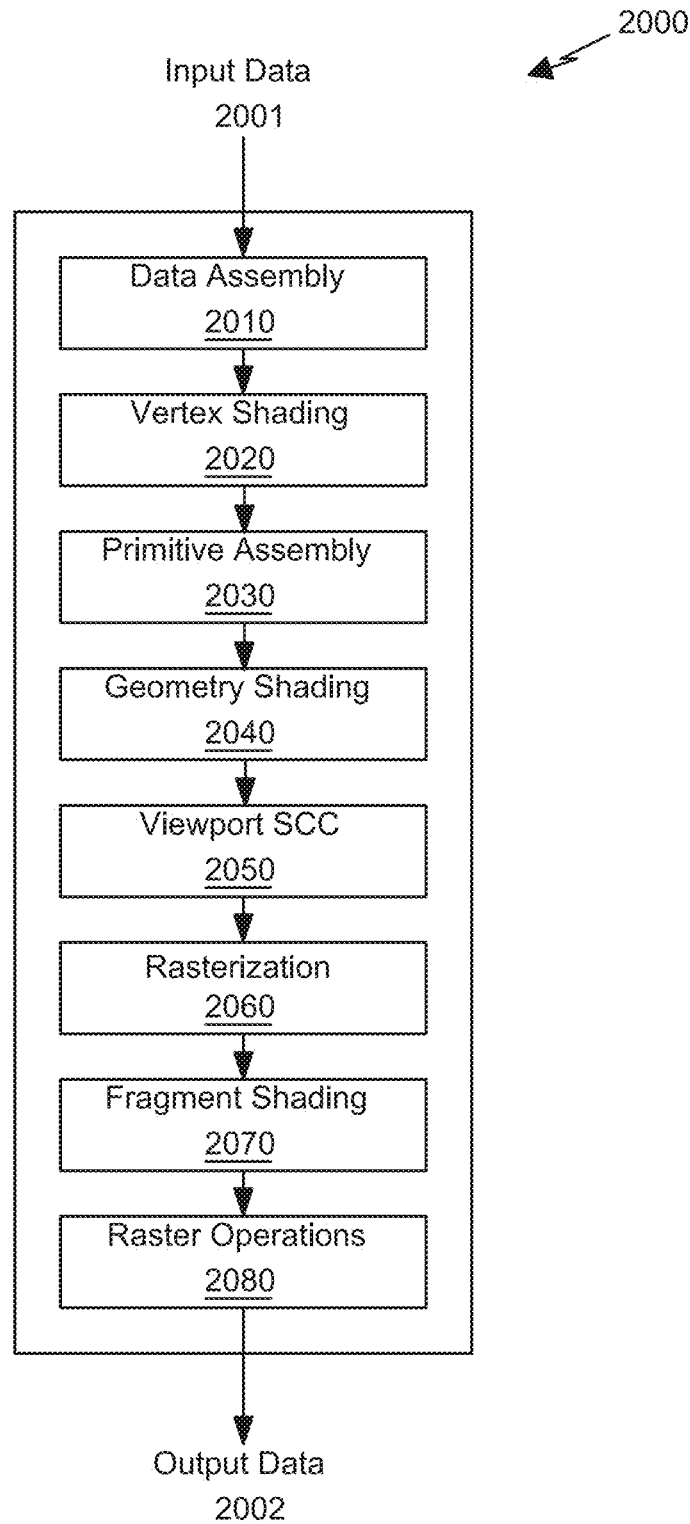 2000
Input Data
2001
Data Assembly
2010
Vertex Shading
2020
Primitive Assembly
2030
Geometry Shading
2040
Viewport SCC
2050
Rasterization
2060
Fragment Shading
2070
Raster Operations
2080
Output Data
2002